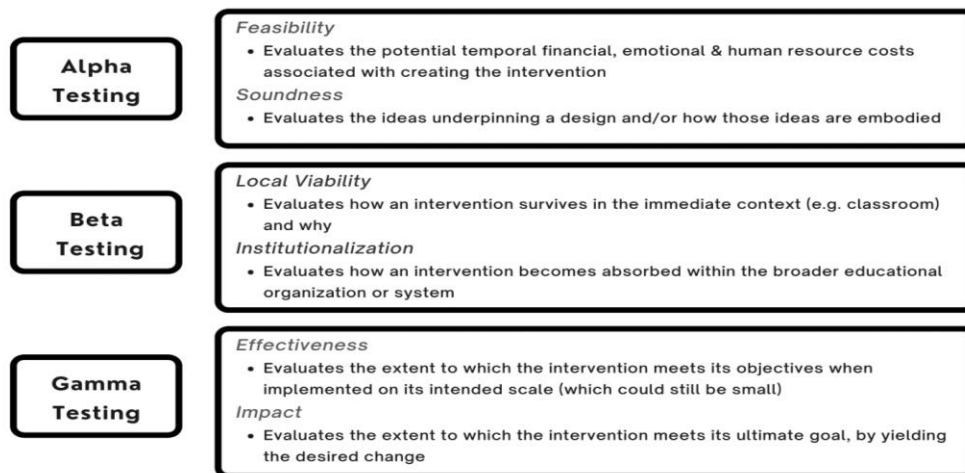 Alpha
Testing
Feasibility
• Evaluates the potential temporal financial, emotional & human resource costs
associated with creating the intervention
Soundness
• Evaluates the ideas underpinning a design and/or how those ideas are embodied
Beta
Testing
Local Viability
• Evaluates how an intervention survives in the immediate context (e.g. classroom)
and why
Institutionalization
• Evaluates how an intervention becomes absorbed within the broader educational
organization or system
Gamma
Testing
Effectiveness
• Evaluates the extent to which the intervention meets its objectives when
implemented on its intended scale (which could still be small)
Impact
• Evaluates the extent to which the intervention meets its ultimate goal, by yielding
the desired change